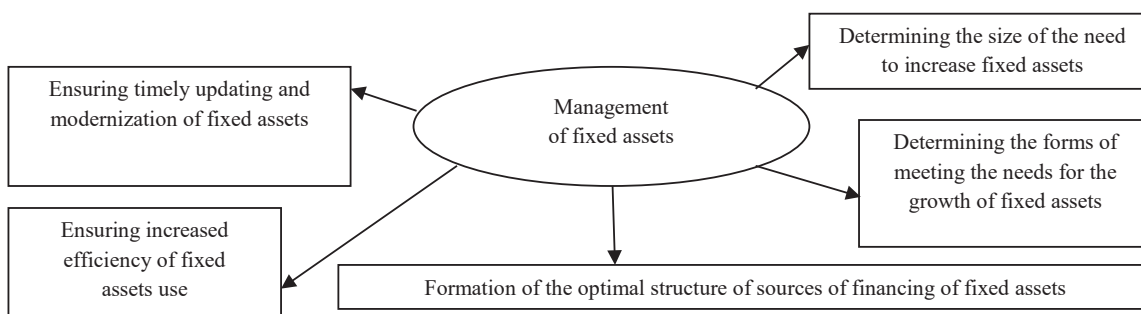 Determining the size of the need
to increase fixed assets
Ensuring timely updating and
modernization of fixed assets
Management
of fixed assets
Determining the forms of
meeting the needs for the
growth of fixed assets
Ensuring increased
efficiency of fixed
assets use
Formation of the optimal structure of sources of financing of fixed assets